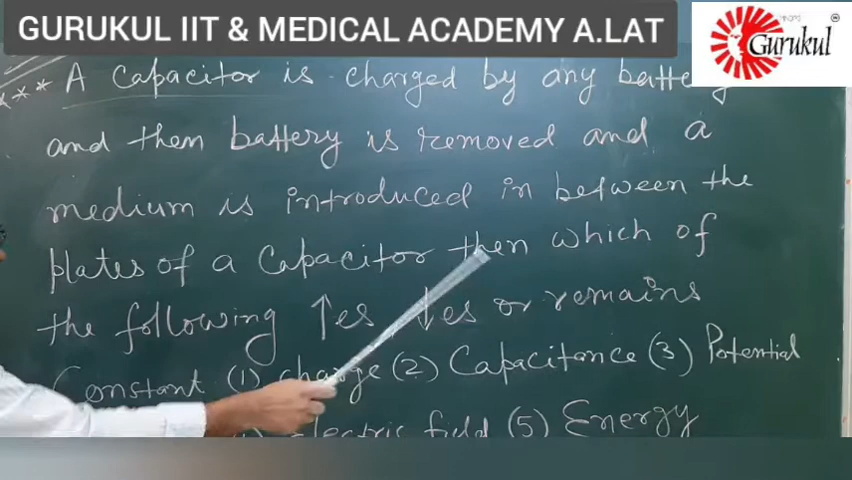 GURUKUL IIT & MEDICAL ACADEMY A.LAT
Gurukul
*** A capacitor is charged by any battery
and then battery is removed and a
medium is introduced in between the
plates of a Capacitor then which of
the following ↑es ↓es or remains
Constant (1) charge (2) Capacitance (3) Potential
electric field (5) Energy